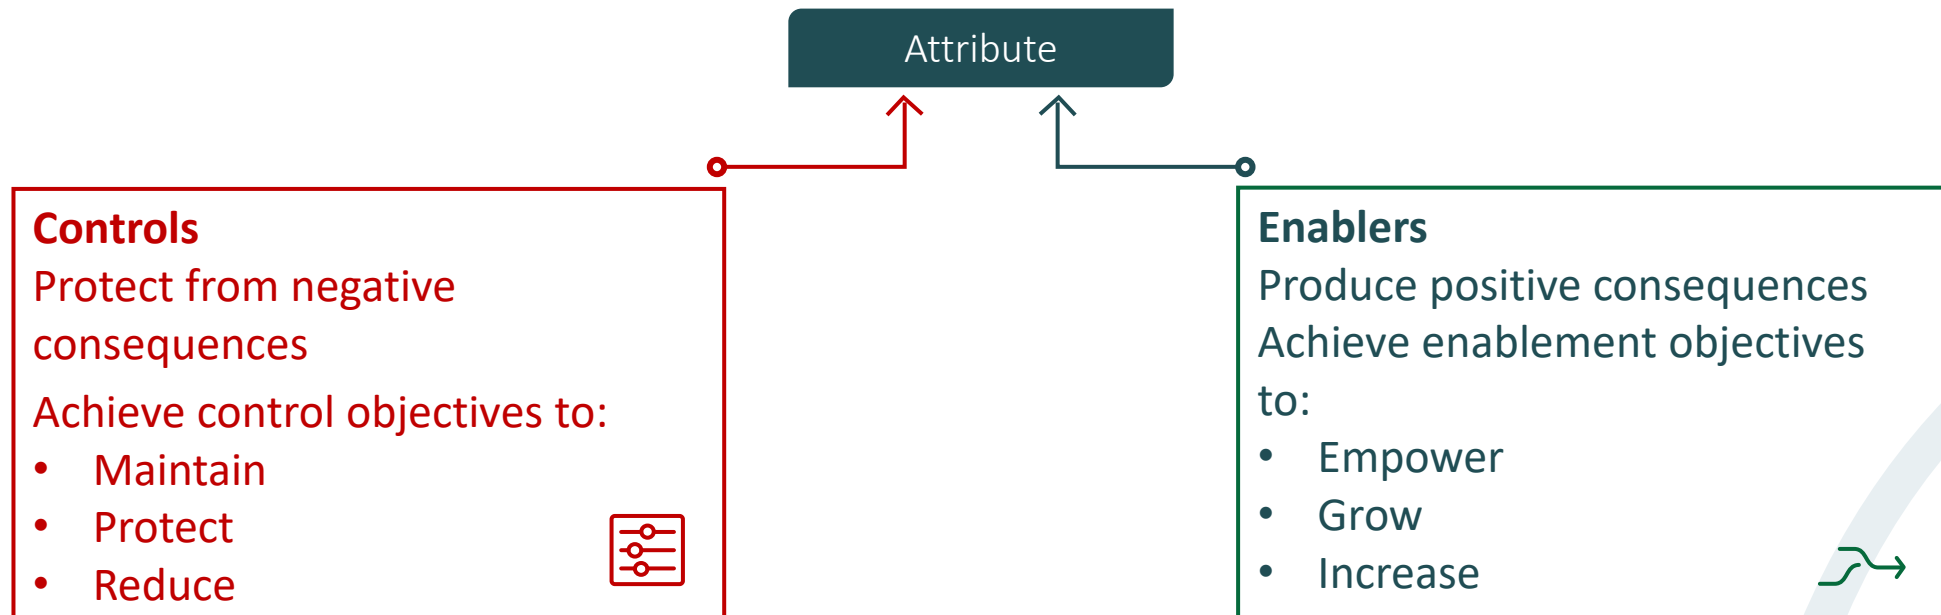 Attribute
Controls
Protect from negative
consequences
Achieve control objectives to:
• Maintain
• Protect
• Reduce
Enablers
Produce positive consequences
Achieve enablement objectives
to:
• Empower
• Grow
• Increase